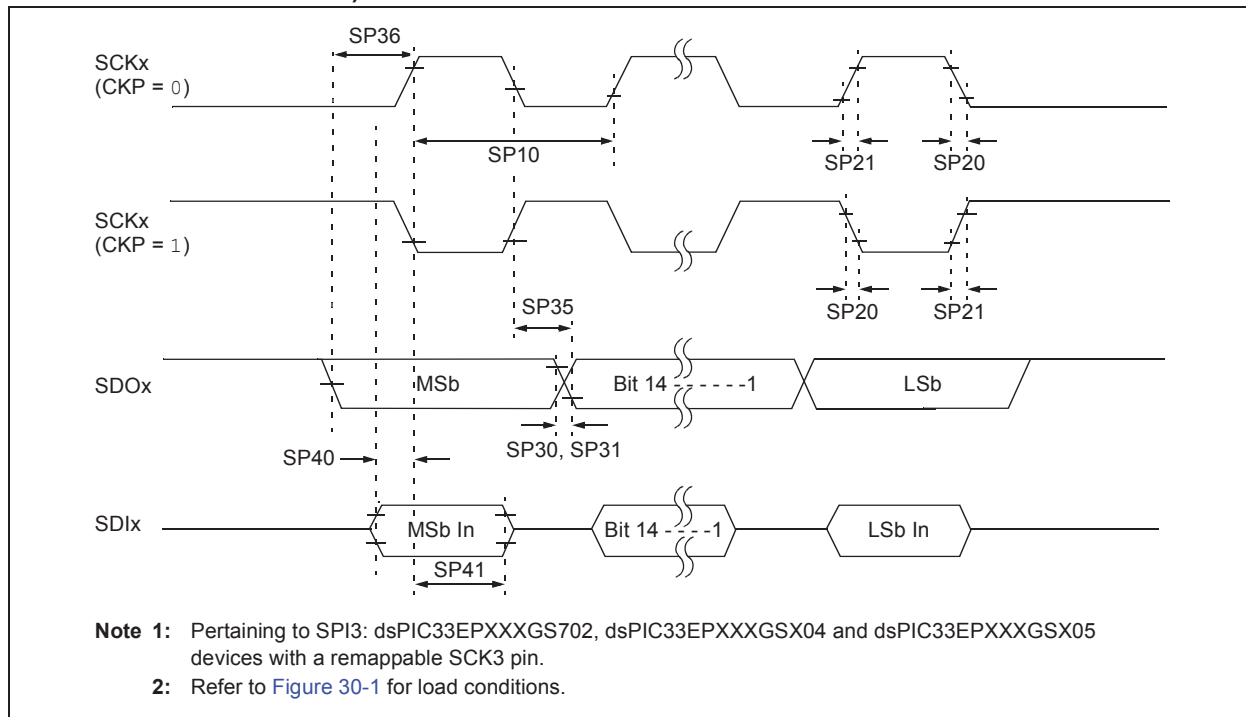 SP36
SCKx
(CKP = 0)
SP10
SP21
SP20
SCKx
(CKP = 1)
SP35
SP20
SP21
SDOx
MSb
Bit 14 - - - - - -1
LSb
SP30, SP31
SP40
SDIx
MSb In
Bit 14 - - - -1
LSb In
SP41
Note 1: Pertaining to SPI3: dsPIC33EPXXXGS702, dsPIC33EPXXXGSX04 and dsPIC33EPXXXGSX05
devices with a remappable SCK3 pin.
2: Refer to Figure 30-1 for load conditions.